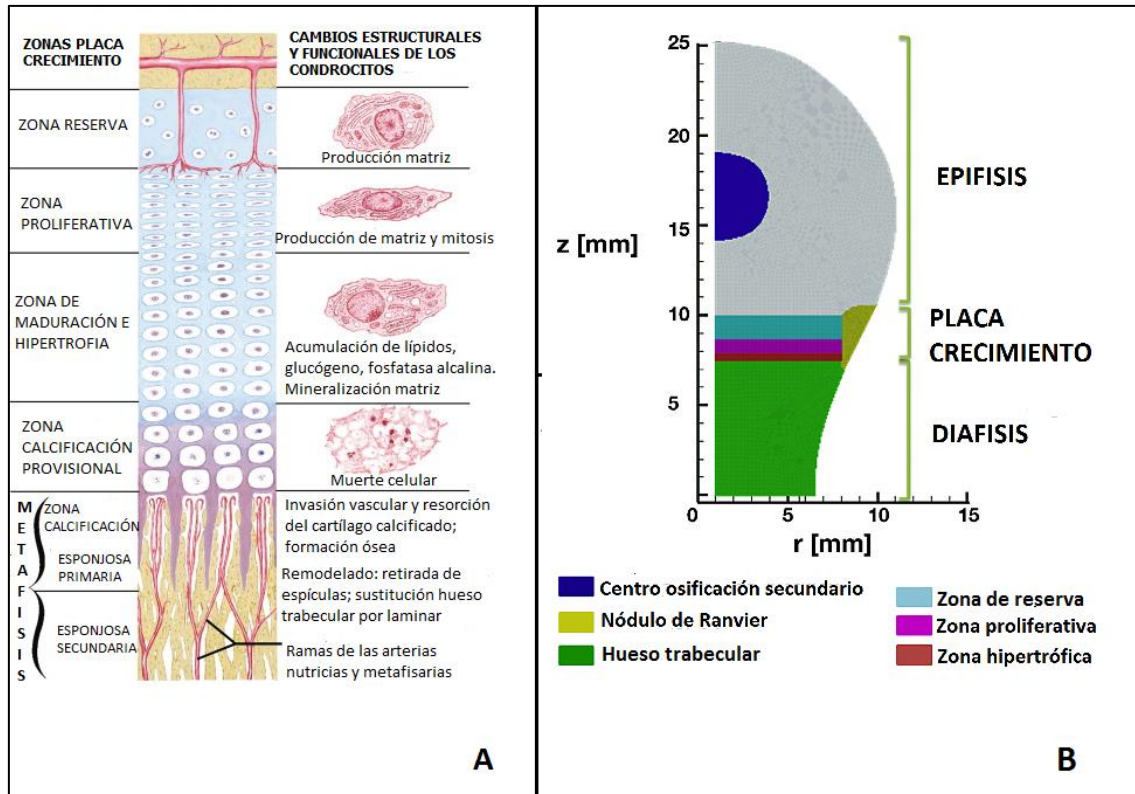 ZONAS PLACA
CRECIMIENTO
CAMBIOS ESTRUCTURALES
Y FUNCIONALES DE LOS
CONDROCITOS
ZONA RESERVA
Producción matriz
ZONA
PROLIFERATIVA
Producción de matriz y mitosis
ZONA DE
MADURACIÓN E
HIPERTROFIA
Acumulación de lípidos,
glucógeno, fosfatasa alcalina.
Mineralización matriz
ZONA
CALCIFICACIÓN
PROVISIONAL
Muerte celular
METAFISIS
ZONA
CALCIFICACIÓN
ESPONJOSA
PRIMARIA
Invasión vascular y resorción
del cartílago calcificado;
formación ósea
Remodelado: retirada de
espículas; sustitución hueso
trabecular por laminar
ESPONJOSA
SECUNDARIA
Ramas de las arterias
nutricias y metafisarias
A
25
20
15
z [mm]
10
5
0
0
5
10
15
r [mm]
EPIFISIS
PLACA
CRECIMIENTO
DIAFISIS
Centro osificación secundario
Nódulo de Ranvier
Hueso trabecular
Zona de reserva
Zona proliferativa
Zona hipertrófica
B